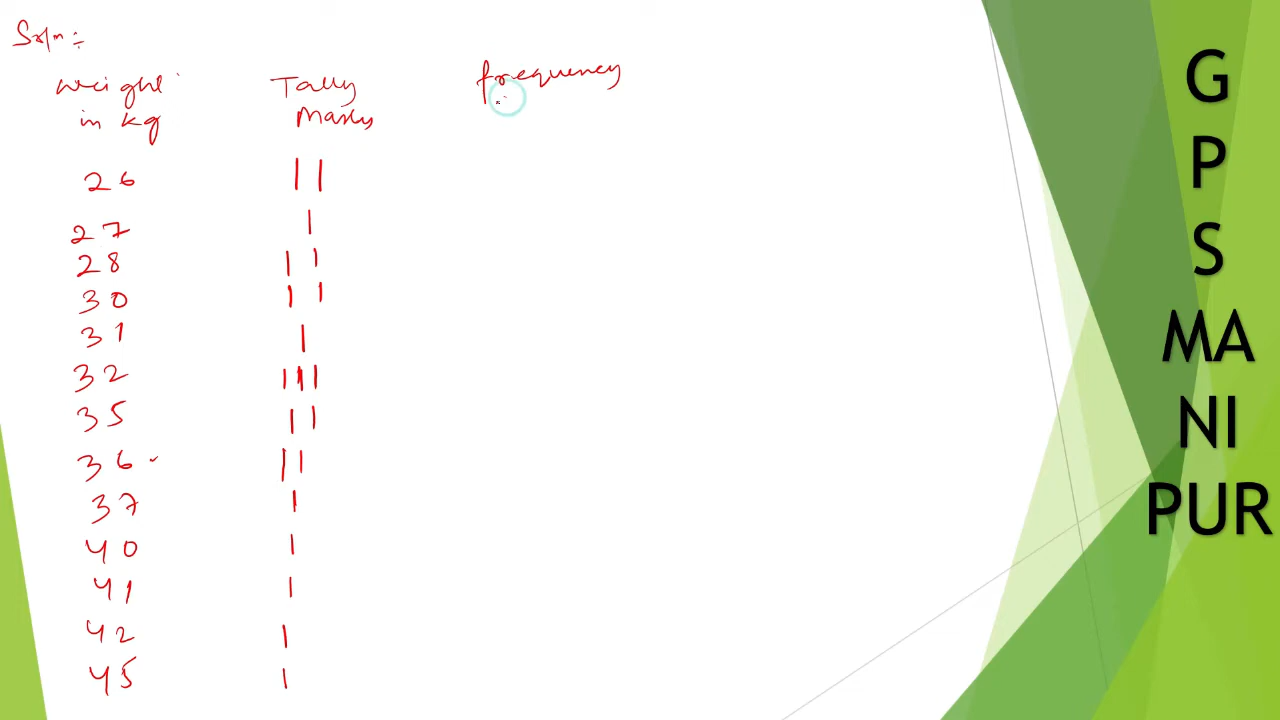 Soln:
Weight Tally frequency
in kg Marks
26 ||
27 |
28 ||
30 ||
31 |
32 |||
35 ||
36 ||
37 |
40 |
41 |
42 |
45 |
G
P
S
MA
NI
PUR